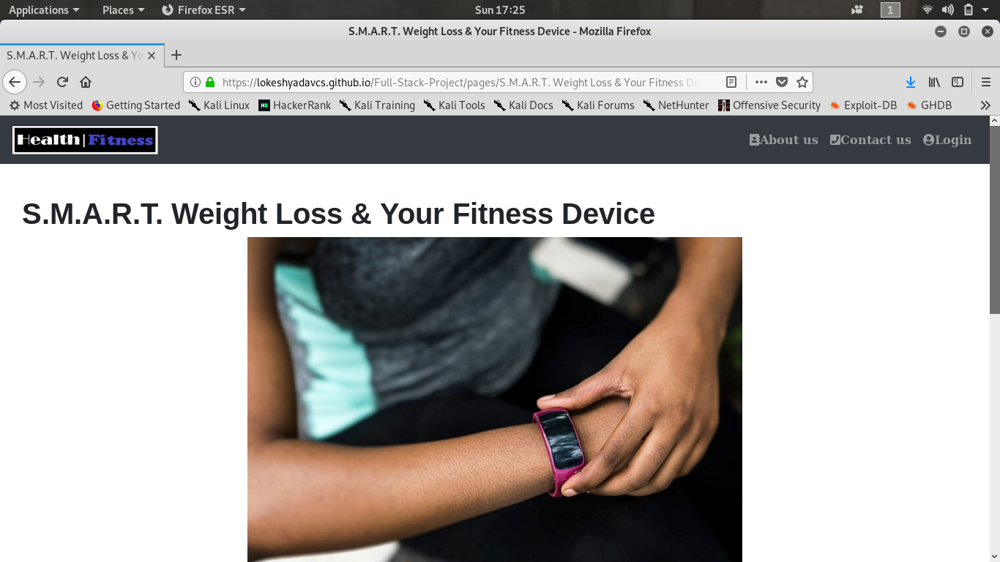 Applications Places Firefox ESR Sun 17:25 1
S.M.A.R.T. Weight Loss & Your Fitness Device - Mozilla Firefox
S.M.A.R.T. Weight Loss & Yo
https://lokeshyadavcs.github.io/Full-Stack-Project/pages/S.M.A.R.T. Weight Loss & Your Fitness De
Most Visited Getting Started Kali Linux HackerRank Kali Training Kali Tools Kali Docs Kali Forums NetHunter Offensive Security Exploit-DB GHDB
Health|Fitness About us Contact us Login
S.M.A.R.T. Weight Loss & Your Fitness Device